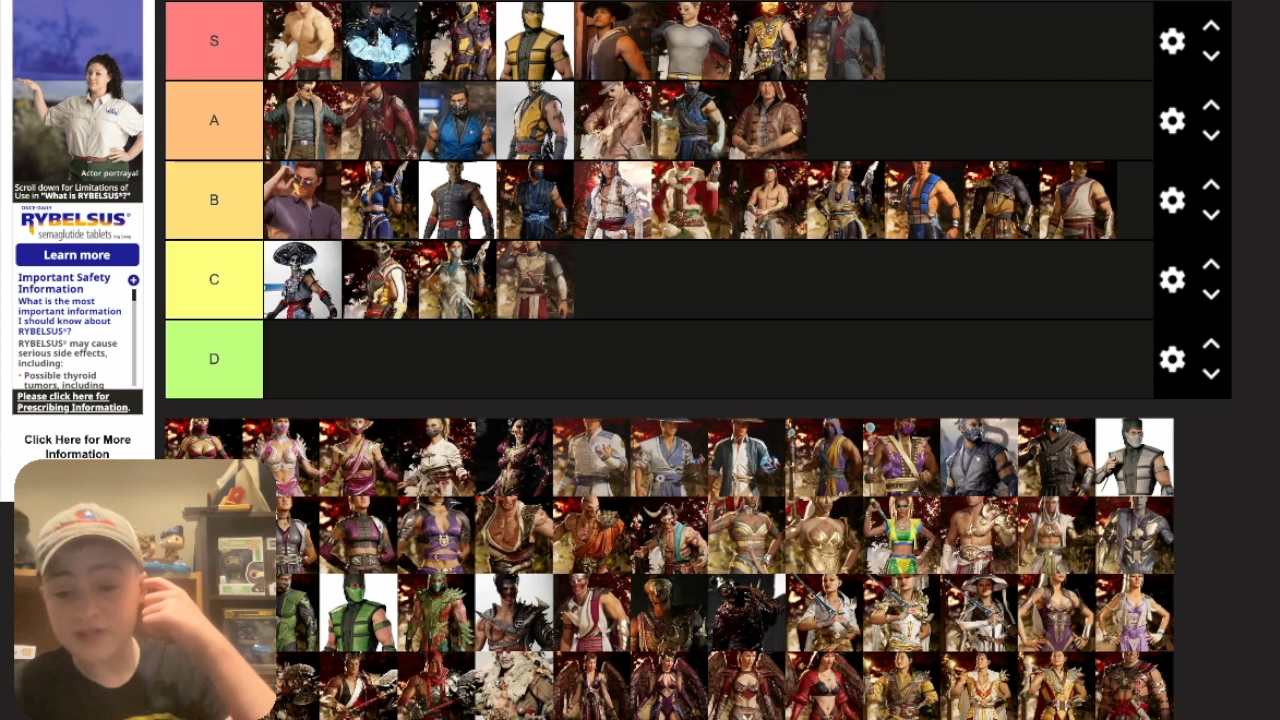 Actor portrayal
Scroll down for Limitations of
Use in "What is RYBELSUS®?"
ONCE-DAILY
RYBELSUS®
semaglutide tablets
Learn more
Important Safety
Information
What is the most
important information
I should know about
RYBELSUS®?
RYBELSUS® may cause
serious side effects,
including:
• Possible thyroid
tumors, including
Please click here for
Prescribing Information.
Click Here for More
Information
S
A
B
C
D